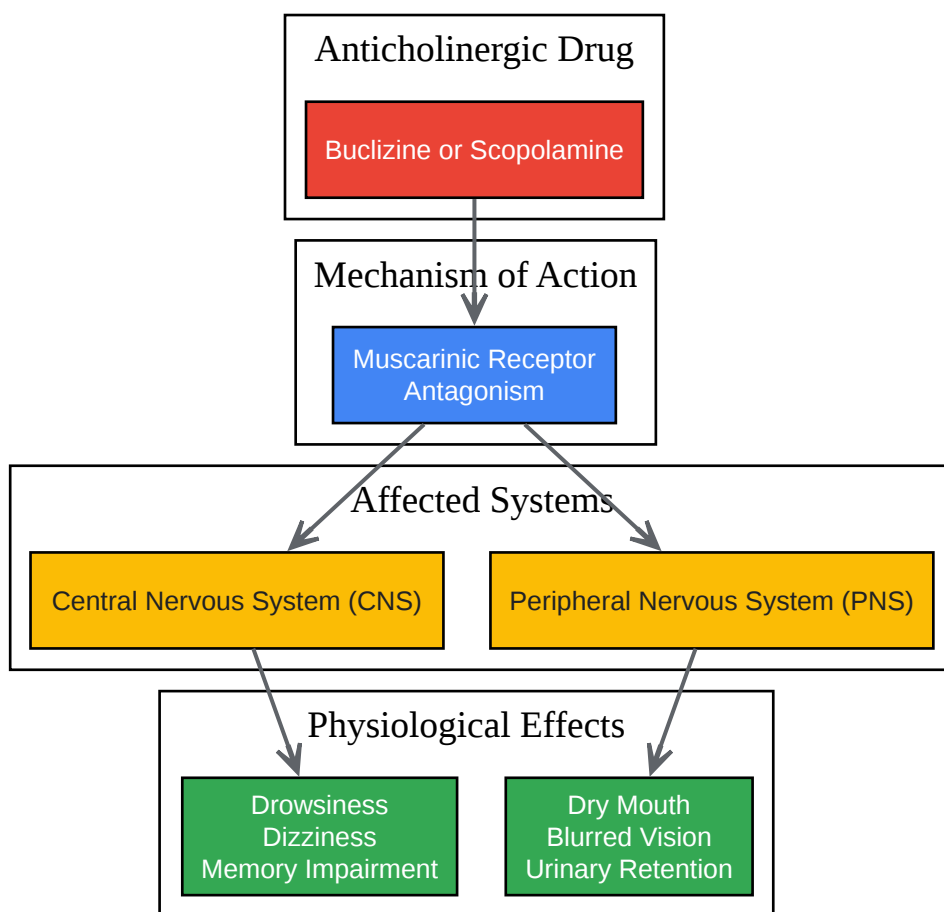 Anticholinergic Drug
Buclizine or Scopolamine
Mechanism of Action
Muscarinic Receptor
Antagonism
Affected Systems
Central Nervous System (CNS)
Peripheral Nervous System (PNS)
Physiological Effects
Drowsiness
Dizziness
Memory Impairment
Dry Mouth
Blurred Vision
Urinary Retention